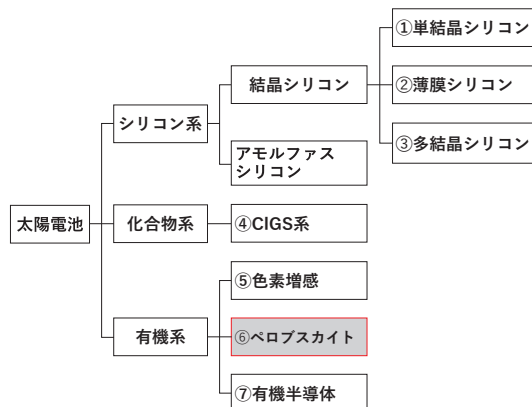 太陽電池
シリコン系
結晶シリコン
①単結晶シリコン
②薄膜シリコン
③多結晶シリコン
アモルファス
シリコン
化合物系
④CIGS系
有機系
⑤色素増感
⑥ペロブスカイト
⑦有機半導体